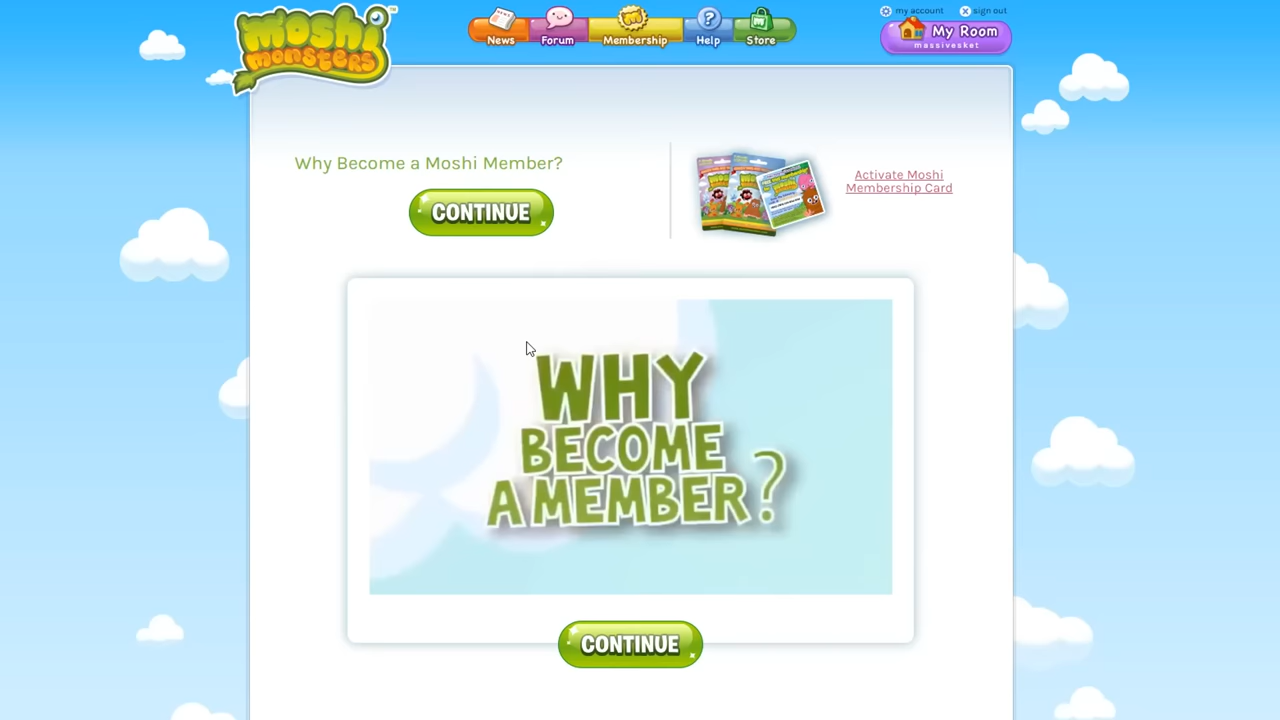 moshi monsters™
News Forum Membership Help Store
my account sign out
My Room
massivesket
Why Become a Moshi Member?
CONTINUE
Activate Moshi
Membership Card
WHY
BECOME
A MEMBER?
CONTINUE